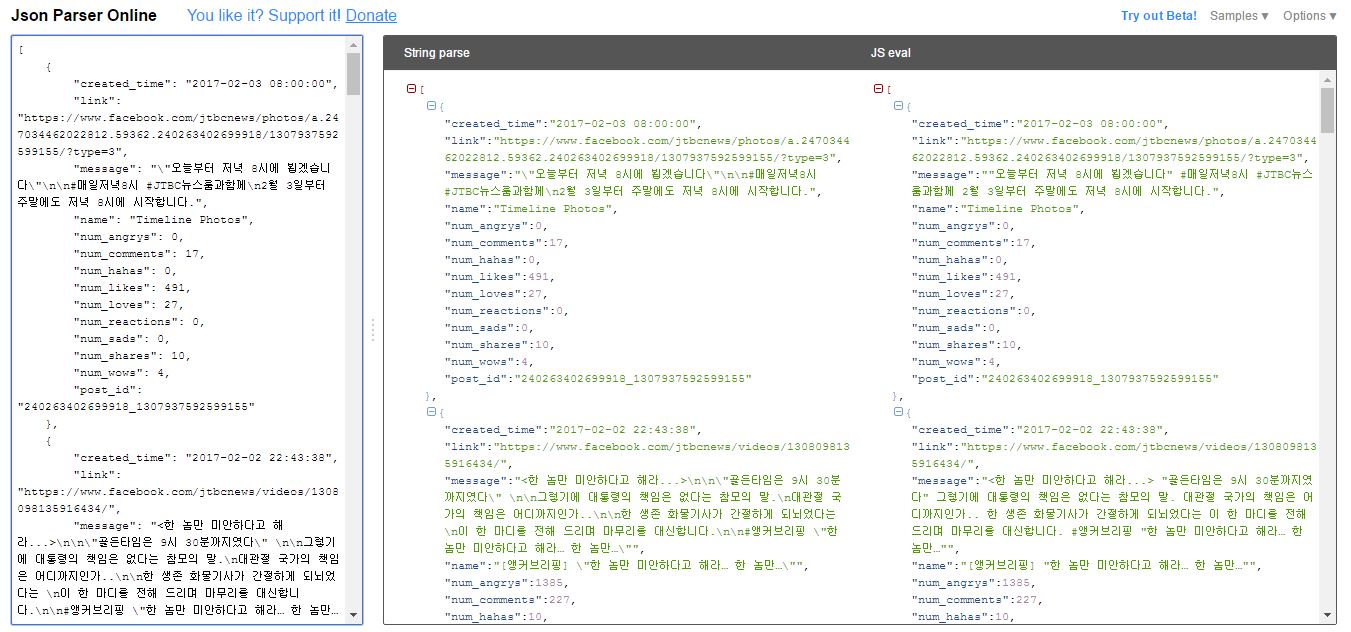 Json Parser Online
You like it? Support it! Donate
Try out Beta! Samples ▼ Options ▼
[
{
"created_time": "2017-02-03 08:00:00",
"link":
"https://www.facebook.com/jtbcnews/photos/a.24
7034462022812.59362.240263402699918/1307937592
599155/?type=3",
"message": "\"오늘부터 저녁 8시에 뵙겠습니
다\"\n\n#매일저녁8시 #JTBC뉴스룸과함께\n2월 3일부터
주말에도 저녁 8시에 시작합니다.",
"name": "Timeline Photos",
"num_angrys": 0,
"num_comments": 17,
"num_hahas": 0,
"num_likes": 491,
"num_loves": 27,
"num_reactions": 0,
"num_sads": 0,
"num_shares": 10,
"num_wows": 4,
"post_id":
"240263402699918_1307937592599155"
},
{
"created_time": "2017-02-02 22:43:38",
"link":
"https://www.facebook.com/jtbcnews/videos/1308
098135916434/",
"message": "<한 놈만 미안하다고 해
라...>\n\n\"골든타임은 9시 30분까지였다\" \n\n그렇기
에 대통령의 책임은 없다는 참모의 말.\n대관절 국가의 책임
은 어디까지인가..\n\n한 생존 화물기사가 간절하게 되뇌었
다는 \n이 한 마디를 전해 드리며 마무리를 대신합니
다.\n\n#앵커브리핑 \"한 놈만 미안하다고 해라… 한 놈만…
String parse
[
{
"created_time":"2017-02-03 08:00:00",
"link":"https://www.facebook.com/jtbcnews/photos/a.2470344
62022812.59362.240263402699918/1307937592599155/?type=3",
"message":"\"오늘부터 저녁 8시에 뵙겠습니다\"\n\n#매일저녁8시
#JTBC뉴스룸과함께\n2월 3일부터 주말에도 저녁 8시에 시작합니다.",
"name":"Timeline Photos",
"num_angrys":0,
"num_comments":17,
"num_hahas":0,
"num_likes":491,
"num_loves":27,
"num_reactions":0,
"num_sads":0,
"num_shares":10,
"num_wows":4,
"post_id":"240263402699918_1307937592599155"
},
{
"created_time":"2017-02-02 22:43:38",
"link":"https://www.facebook.com/jtbcnews/videos/130809813
5916434/",
"message":"<한 놈만 미안하다고 해라...>\n\n\"골든타임은 9시 30분
까지였다\" \n\n그렇기에 대통령의 책임은 없다는 참모의 말.\n대관절 국
가의 책임은 어디까지인가..\n\n한 생존 화물기사가 간절하게 되뇌었다는
\n이 한 마디를 전해 드리며 마무리를 대신합니다.\n\n#앵커브리핑 \"한
놈만 미안하다고 해라… 한 놈만…\"",
"name":"[앵커브리핑] \"한 놈만 미안하다고 해라… 한 놈만…\"",
"num_angrys":1385,
"num_comments":227,
"num_hahas":10,
JS eval
[
{
"created_time":"2017-02-03 08:00:00",
"link":"https://www.facebook.com/jtbcnews/photos/a.2470344
62022812.59362.240263402699918/1307937592599155/?type=3",
"message":""오늘부터 저녁 8시에 뵙겠습니다" #매일저녁8시 #JTBC뉴스
룸과함께 2월 3일부터 주말에도 저녁 8시에 시작합니다.",
"name":"Timeline Photos",
"num_angrys":0,
"num_comments":17,
"num_hahas":0,
"num_likes":491,
"num_loves":27,
"num_reactions":0,
"num_sads":0,
"num_shares":10,
"num_wows":4,
"post_id":"240263402699918_1307937592599155"
},
{
"created_time":"2017-02-02 22:43:38",
"link":"https://www.facebook.com/jtbcnews/videos/130809813
5916434/",
"message":"<한 놈만 미안하다고 해라...> "골든타임은 9시 30분까지였
다" 그렇기에 대통령의 책임은 없다는 참모의 말. 대관절 국가의 책임은 어
디까지인가.. 한 생존 화물기사가 간절하게 되뇌었다는 이 한 마디를 전해
드리며 마무리를 대신합니다. #앵커브리핑 "한 놈만 미안하다고 해라… 한
놈만…"",
"name":"[앵커브리핑] "한 놈만 미안하다고 해라… 한 놈만…"",
"num_angrys":1385,
"num_comments":227,
"num_hahas":10,